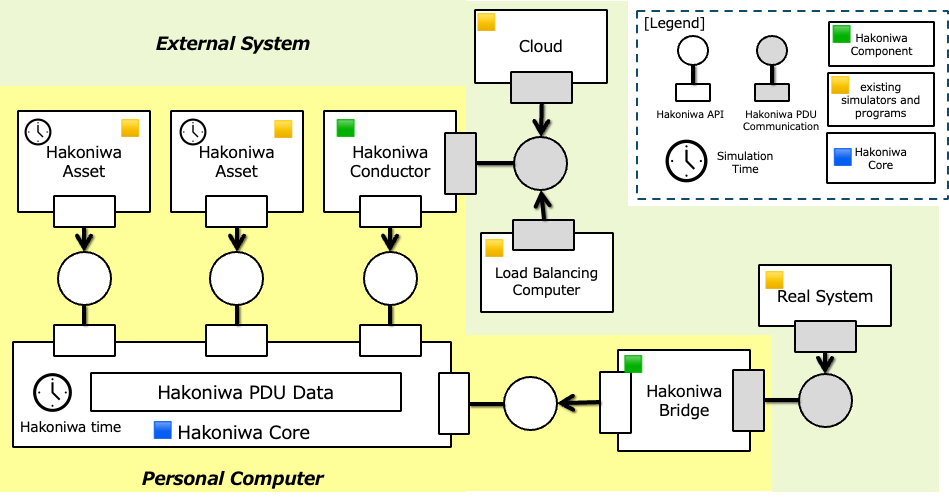 External System
Cloud
[Legend]
Hakoniwa API
Hakoniwa PDU
Communication
Simulation
Time
Hakoniwa
Component
existing
simulators and
programs
Hakoniwa
Core
Hakoniwa
Asset
Hakoniwa
Asset
Hakoniwa
Conductor
Load Balancing
Computer
Real System
Hakoniwa PDU Data
Hakoniwa time
Hakoniwa Core
Hakoniwa
Bridge
Personal Computer